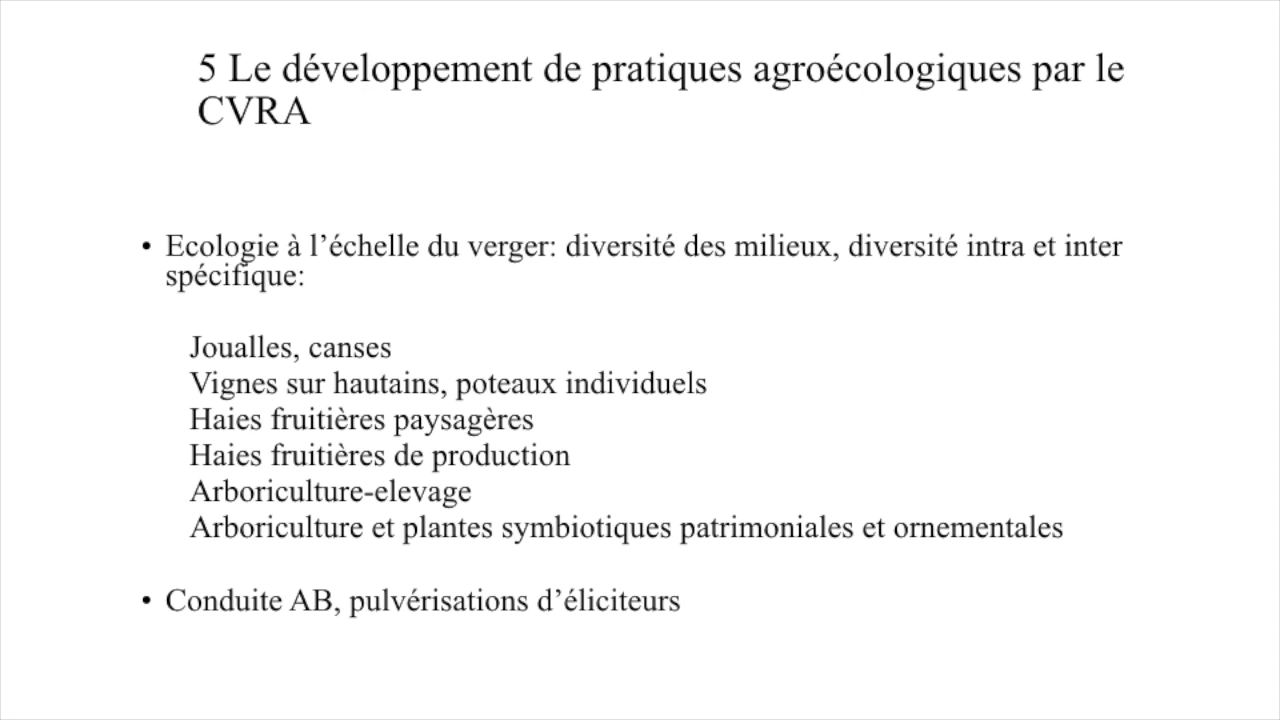 5 Le développement de pratiques agroécologiques par le
CVRA
• Ecologie à l’échelle du verger: diversité des milieux, diversité intra et inter
spécifique:
Joualles, canses
Vignes sur hautains, poteaux individuels
Haies fruitières paysagères
Haies fruitières de production
Arboriculture-elevage
Arboriculture et plantes symbiotiques patrimoniales et ornementales
• Conduite AB, pulvérisations d’éliciteurs